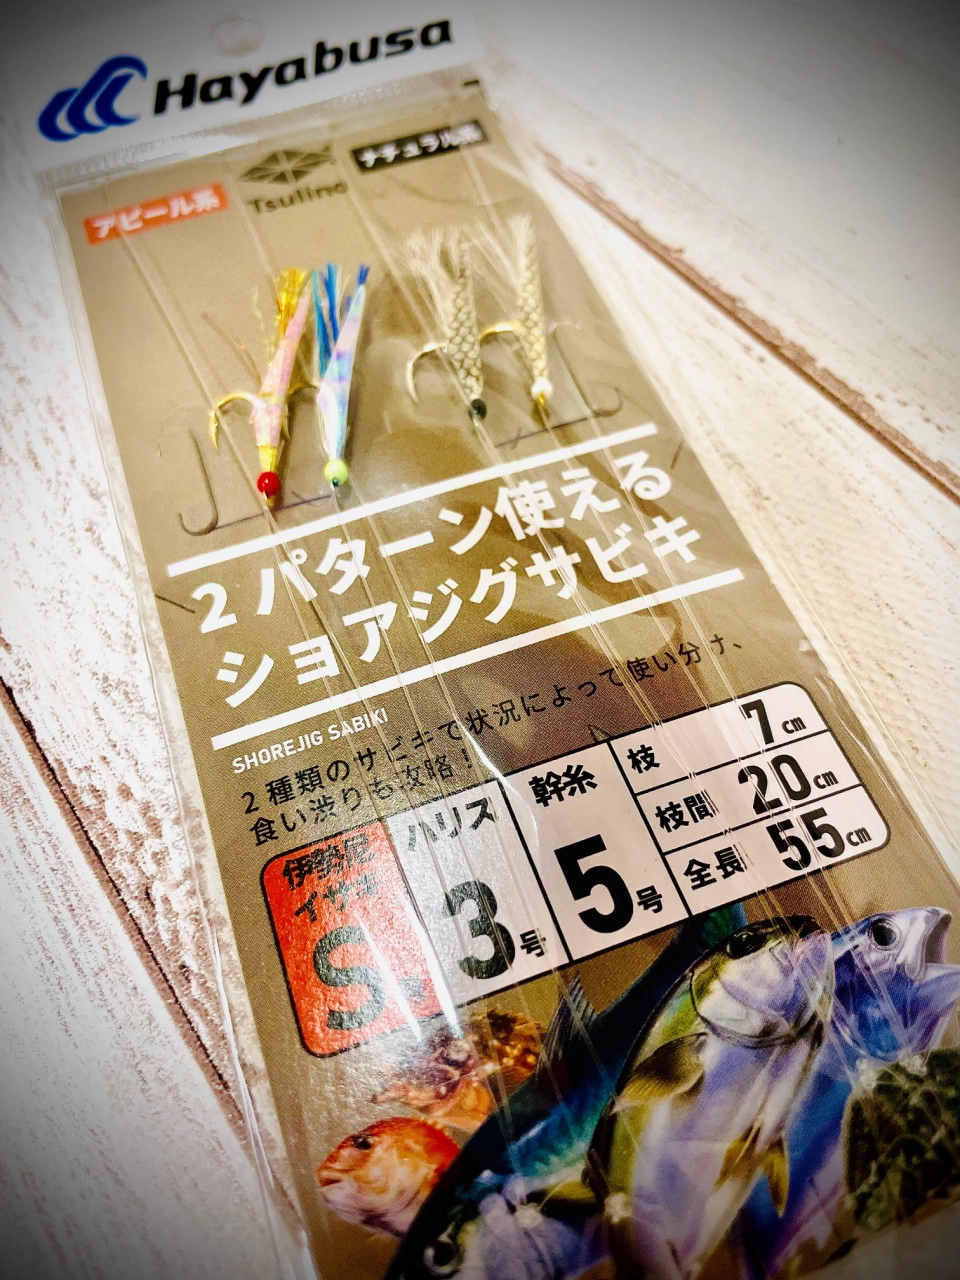 Hayabusa
アピール系
Tsulino
ナチュラル系
2パターン使える
ショアジグサビキ
SHOREJIG SABIKI
2種類のサビキで状況によって使い分け、
食い渋りも攻略!
伊勢尼
イサキ
S
ハリス
3号
幹糸
5号
枝 7cm
枝間 20cm
全長 55cm